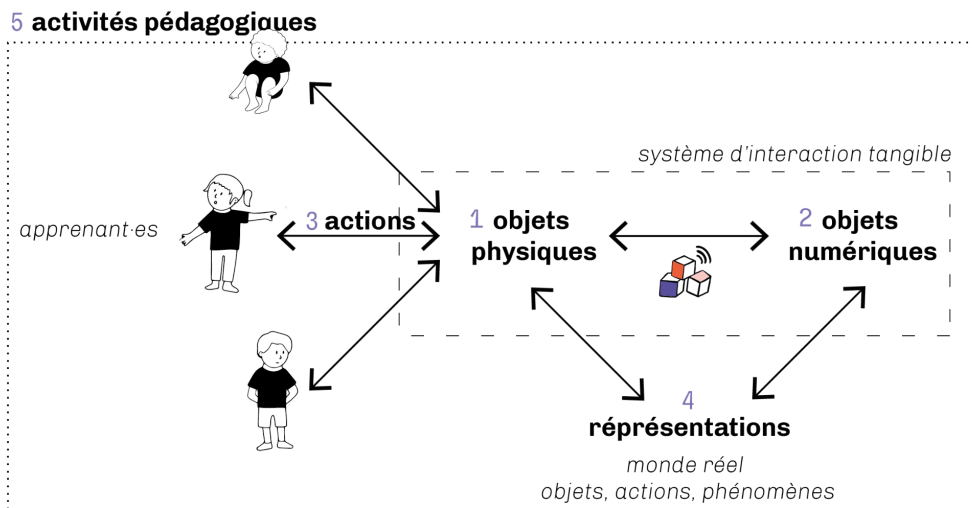 5 activités pédagogiques
système d'interaction tangible
apprenant·es
3 actions
1 objets
physiques
2 objets
numériques
4
réprésentations
monde réel
objets, actions, phénomènes